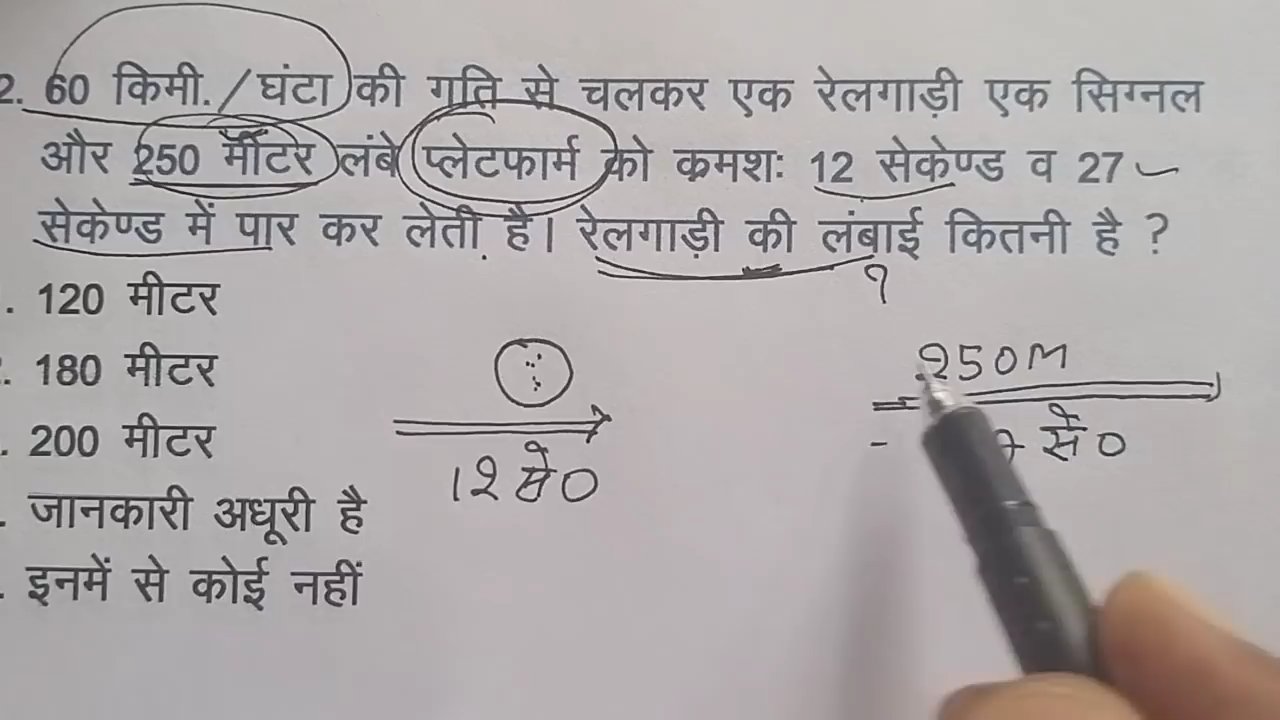 2. 60 किमी./घंटा की गति से चलकर एक रेलगाड़ी एक सिग्नल
और 250 मीटर लंबे प्लेटफार्म को क्रमशः 12 सेकेण्ड व 27
सेकेण्ड में पार कर लेती है। रेलगाड़ी की लंबाई कितनी है ?
?
. 120 मीटर
. 180 मीटर
. 200 मीटर
. जानकारी अधूरी है
. इनमें से कोई नहीं
12 से0
250M
से0